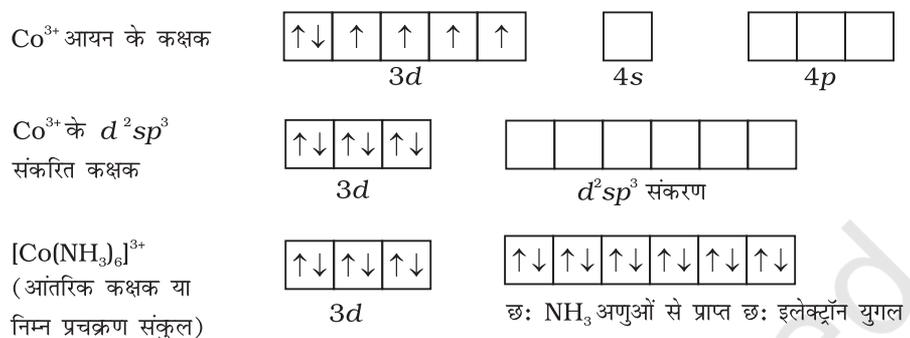 Co³⁺ आयन के कक्षक ↑↓ ↑ ↑ ↑ ↑
3d 4s 4p
Co³⁺ के d²sp³
संकरित कक्षक ↑↓ ↑↓ ↑↓
3d d²sp³ संकरण
[Co(NH₃)₆]³⁺
(आंतरिक कक्षक या ↑↓ ↑↓ ↑↓ ↑↓ ↑↓ ↑↓ ↑↓ ↑↓ ↑↓
निम्न प्रचक्रण संकुल) 3d छ: NH₃ अणुओं से प्राप्त छ: इलेक्ट्रॉन युगल